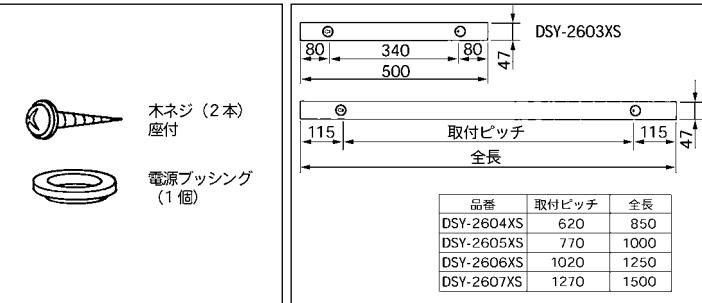 木ネジ（2本）
座付
電源ブッシング
（1個）
DSY-2603XS
80 340 80
500
47
115 取付ピッチ 115
全長
47
品番 取付ピッチ 全長
DSY-2604XS 620 850
DSY-2605XS 770 1000
DSY-2606XS 1020 1250
DSY-2607XS 1270 1500